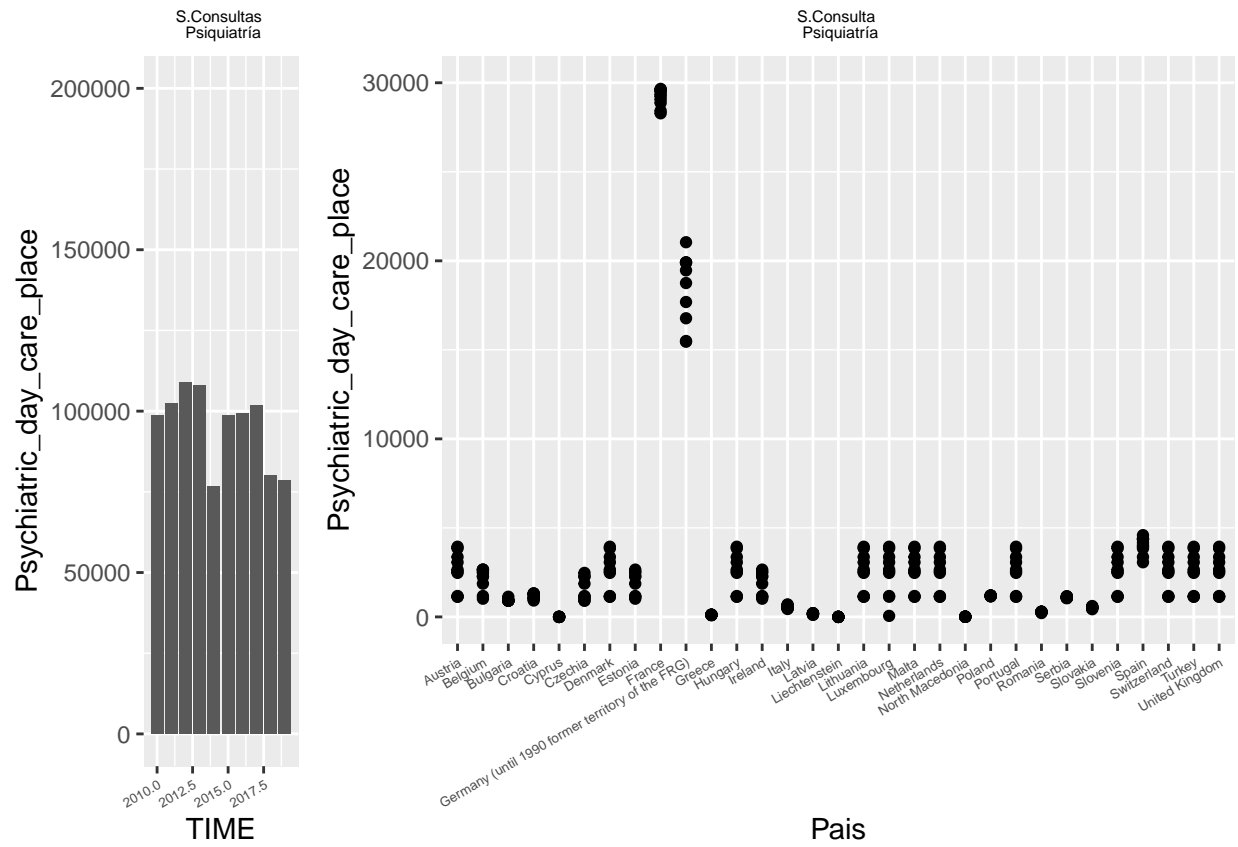 S.Consultas
Psiquiatría
Psychiatric_day_care_place
200000
150000
100000
50000
0
2010.0
2012.5
2015.0
2017.5
TIME
S.Consulta
Psiquiatría
Psychiatric_day_care_place
30000
20000
10000
0
Austria
Belgium
Bulgaria
Croatia
Cyprus
Czechia
Denmark
Estonia
France
Germany (until 1990 former territory of the FRG)
Greece
Hungary
Ireland
Italy
Latvia
Liechtenstein
Lithuania
Luxembourg
Malta
Netherlands
North Macedonia
Poland
Portugal
Romania
Serbia
Slovakia
Slovenia
Spain
Switzerland
Turkey
United Kingdom
Pais